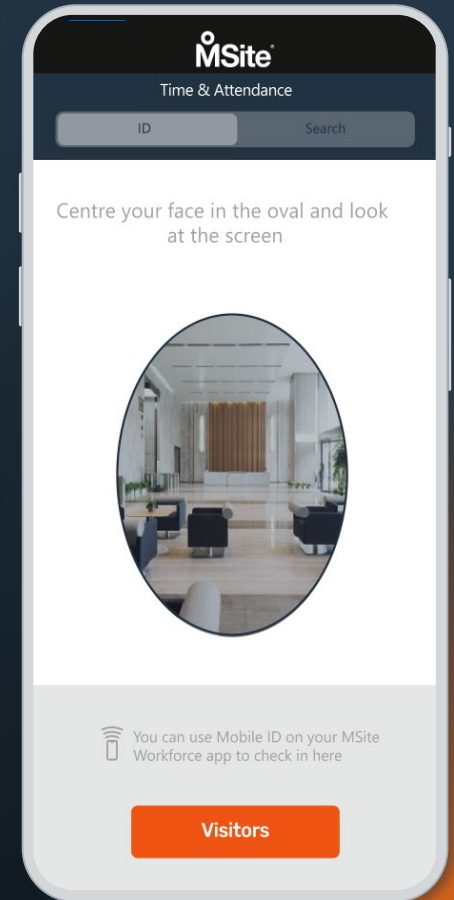 MSite
Time & Attendance
ID
Search
Centre your face in the oval and look
at the screen
You can use Mobile ID on your MSite
Workforce app to check in here
Visitors